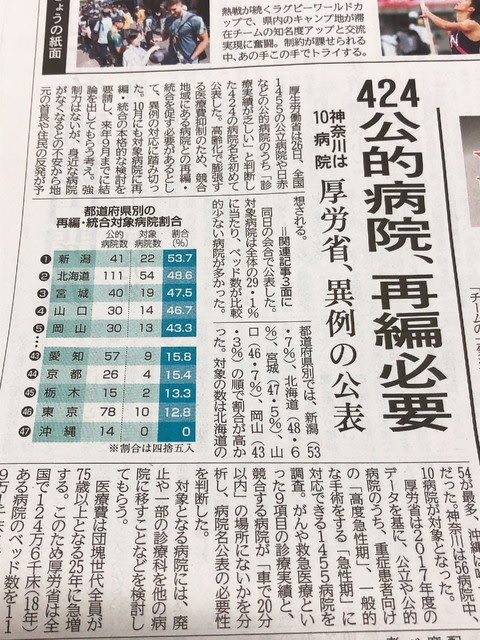 ょうの紙面
熱戦が続くラグビーワールドカ
ップで、県内のキャンプ地が滞
在チームの知名度アップと交流
実現に奮闘。制約が課せられる
中、あの手この手でトライする。
424公的病院、再編必要
厚労省、異例の公表
神奈川は
10病院
厚生労働省は26日、全国
1455の公立病院や日赤
などの公的病院のうち「診
療実績が乏しい」と判断し
た424の病院を初めて
公表した。高齢化で膨張す
る医療費抑制のため、競合
地域にある病院との再編・
統合を促す必要があるとし
て、異例の対応に踏み切っ
た。10月にも対象病院に再
編・統合の本格的な検討を
要請し、来年9月までに結
論を出してもらう考え。強
制力はないが、身近な病院
がなくなるとの不安から地
元の首長や住民の反発が予
想される。
＝関連記事3面に
同日の会合で公表した。
対象病院は全体の29・1％
に当たり、ベッド数が比較
的少ない病院が多かった。
都道府県別では、新潟(53
・7％)、北海道(48・6
％)、宮城(47・5％)、山
口(46・7％)、岡山(43
・3％)の順で割合が高か
った。対象の数は北海道の
都道府県別の
再編・統合対象病院割合
公的病院数 対象病院数 割合(%)
❶ 新潟 41 22 53.7
❷ 北海道 111 54 48.6
❸ 宮城 40 19 47.5
❹ 山口 30 14 46.7
❺ 岡山 30 13 43.3
㊸ 愛知 57 9 15.8
㊹ 京都 26 4 15.4
㊺ 栃木 15 2 13.3
㊻ 東京 78 10 12.8
㊼ 沖縄 14 0 0
※割合は四捨五入
54が最多、沖縄は
だった。神奈川は56病院中、
10病院が対象となった。
厚労省は2017年度の
データを基に、公立や公的
病院のうち、重症患者向け
の「高度急性期」、一般的
な手術をする「急性期」に
対応できる1455病院を
調査。がんや救急医療とい
った9項目の診療実績と、
競合する病院が「車で20分
以内」の場所にないかを分
析し、病院名公表の必要性
を判断した。
対象となる病院には、廃
止や一部の診療科を他の病
院に移すことなどを検討し
てもらう。
医療費は団塊世代全員が
75歳以上となる25年に急増
する。このため厚労省は全
国で124万6千床(18年)
ある病院のベッド数を11